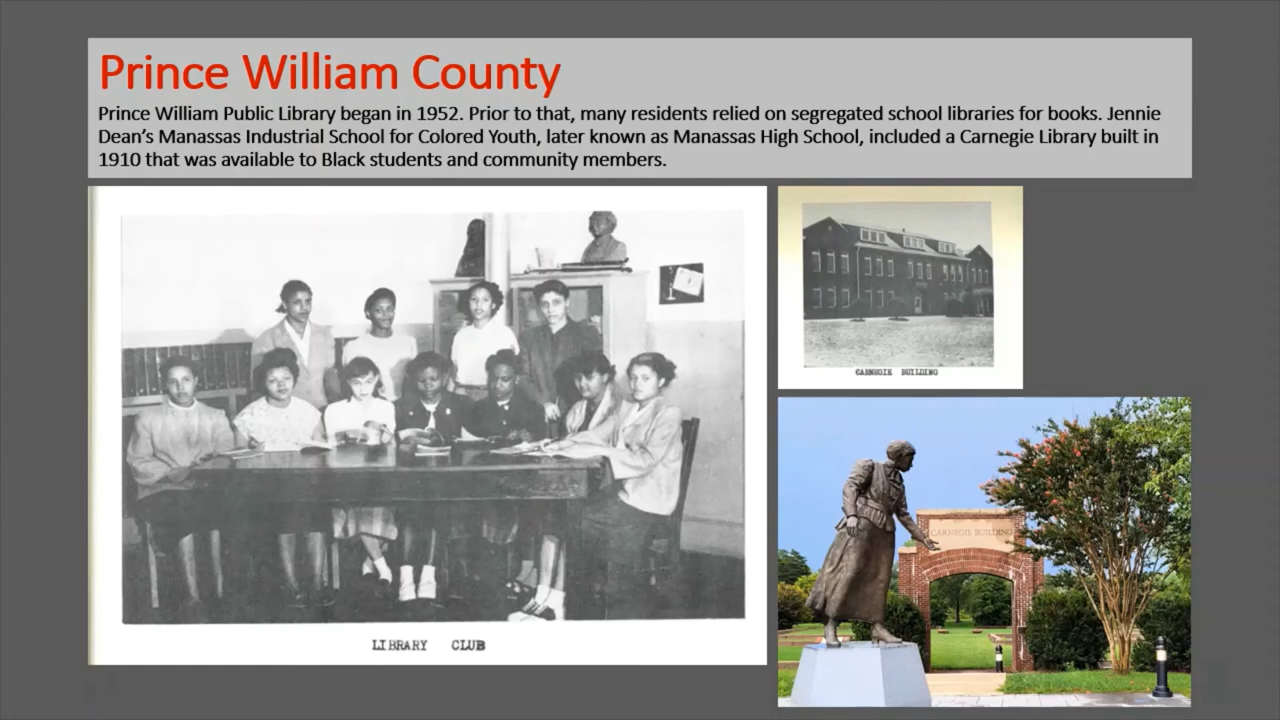 Prince William County
Prince William Public Library began in 1952. Prior to that, many residents relied on segregated school libraries for books. Jennie
Dean's Manassas Industrial School for Colored Youth, later known as Manassas High School, included a Carnegie Library built in
1910 that was available to Black students and community members.
LIBRARY CLUB
CARNEGIE BUILDING
CARNEGIE BUILDING